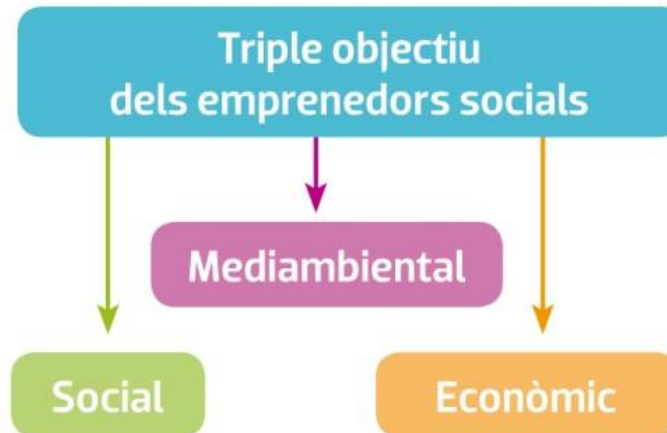 Triple objectiu
dels emprenedors socials
Mediambiental
Social
Econòmic